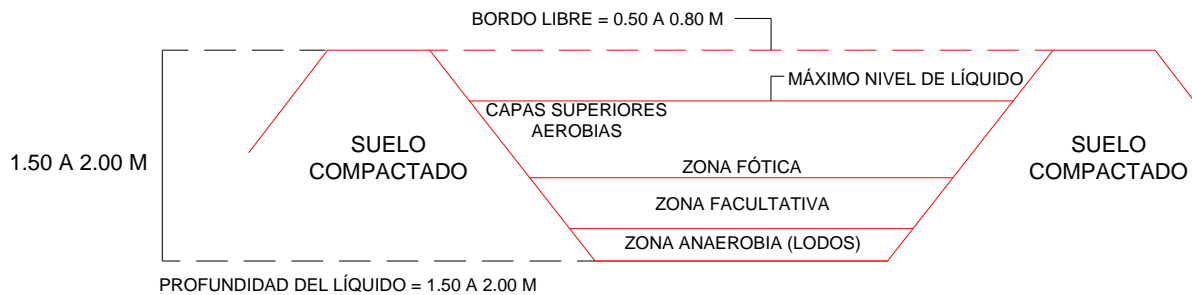 BORDO LIBRE = 0.50 A 0.80 M
MÁXIMO NIVEL DE LÍQUIDO
CAPAS SUPERIORES
AEROBIAS
SUELO
COMPACTADO
SUELO
COMPACTADO
1.50 A 2.00 M
ZONA FÓTICA
ZONA FACULTATIVA
ZONA ANAEROBIA (LODOS)
PROFUNDIDAD DEL LÍQUIDO = 1.50 A 2.00 M